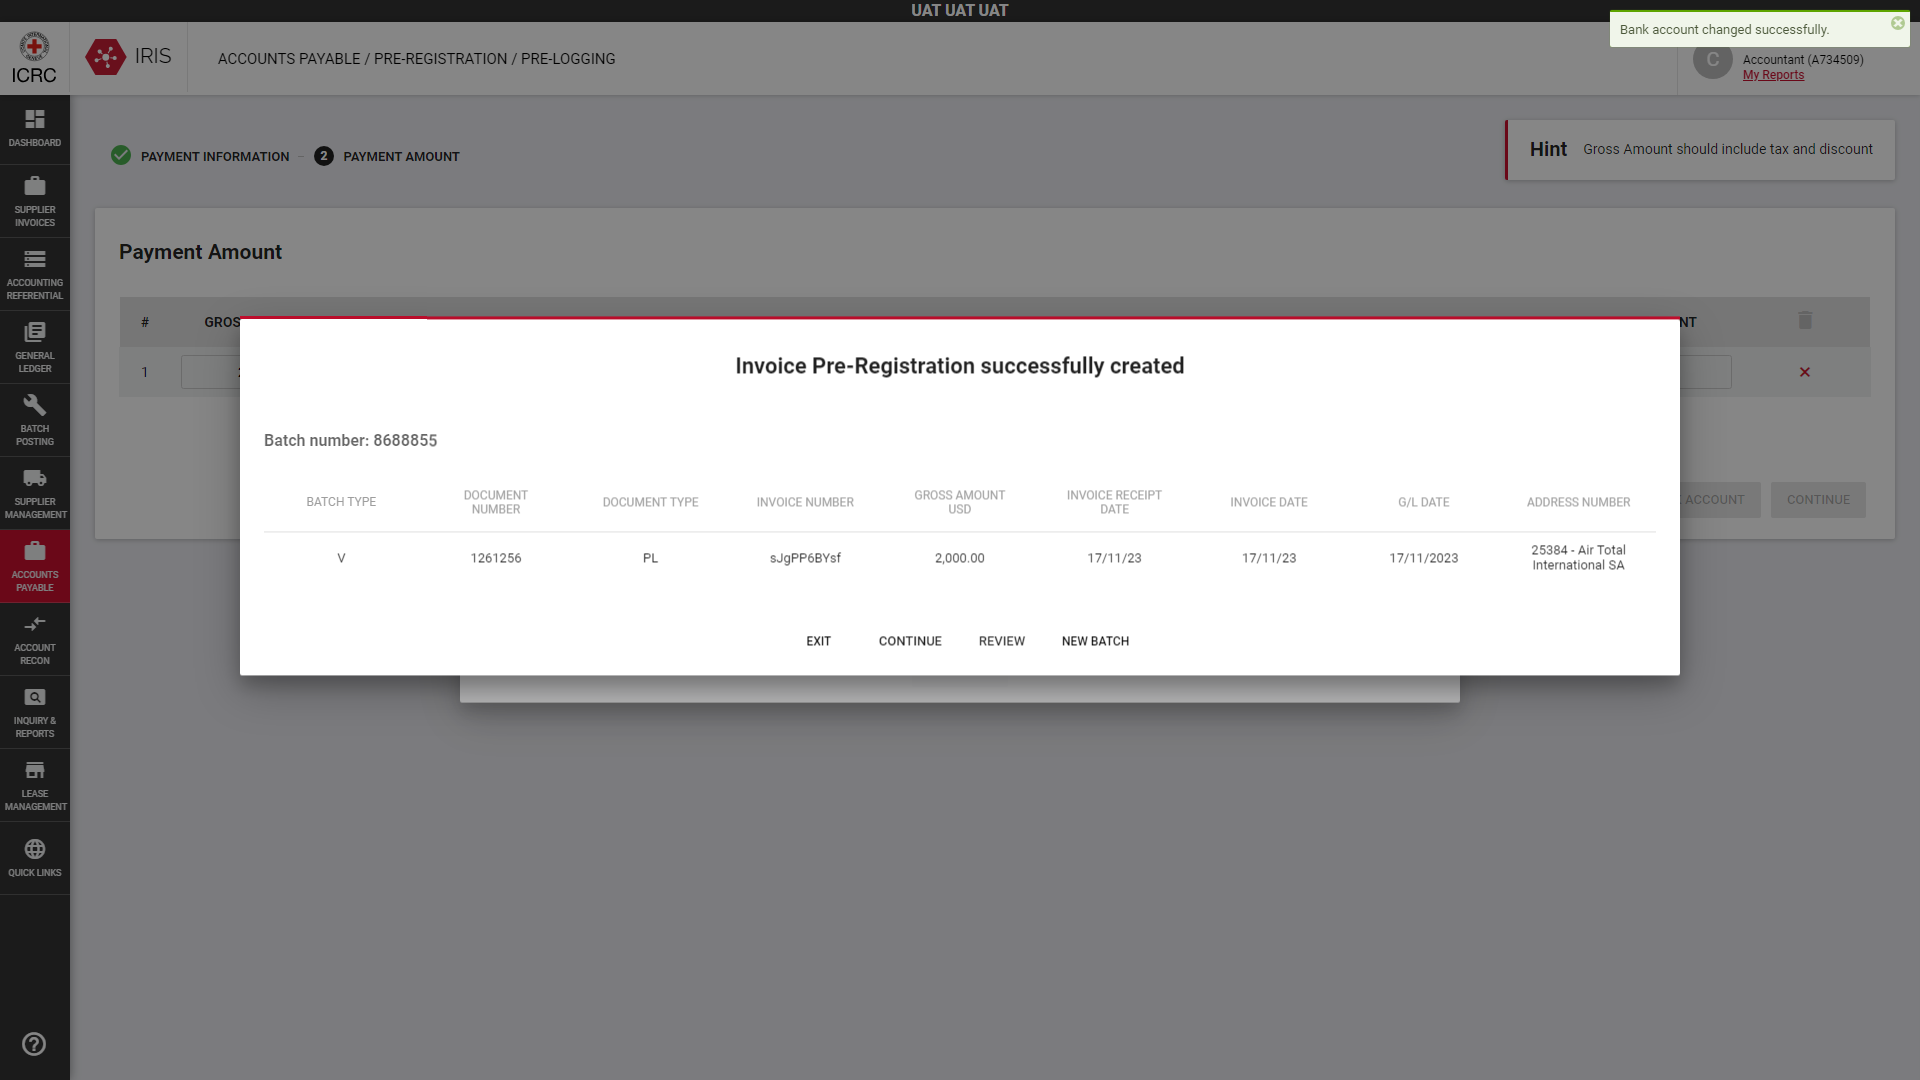 UAT UAT UAT
Bank account changed successfully.
ICRC
IRIS
ACCOUNTS PAYABLE / PRE-REGISTRATION / PRE-LOGGING
C
Accountant (A734509)
My Reports
DASHBOARD
SUPPLIER
INVOICES
ACCOUNTING
REFERENTIAL
GENERAL
LEDGER
BATCH
POSTING
SUPPLIER
MANAGEMENT
ACCOUNTS
PAYABLE
ACCOUNT
RECON
INQUIRY &
REPORTS
LEASE
MANAGEMENT
QUICK LINKS
PAYMENT INFORMATION
2 PAYMENT AMOUNT
Hint Gross Amount should include tax and discount
Payment Amount
# GROS NT
1
ACCOUNT CONTINUE
Invoice Pre-Registration successfully created
Batch number: 8688855
BATCH TYPE DOCUMENT NUMBER DOCUMENT TYPE INVOICE NUMBER GROSS AMOUNT USD INVOICE RECEIPT DATE INVOICE DATE G/L DATE ADDRESS NUMBER
V 1261256 PL sJgPP6BYsf 2,000.00 17/11/23 17/11/23 17/11/2023 25384 - Air Total International SA
EXIT CONTINUE REVIEW NEW BATCH